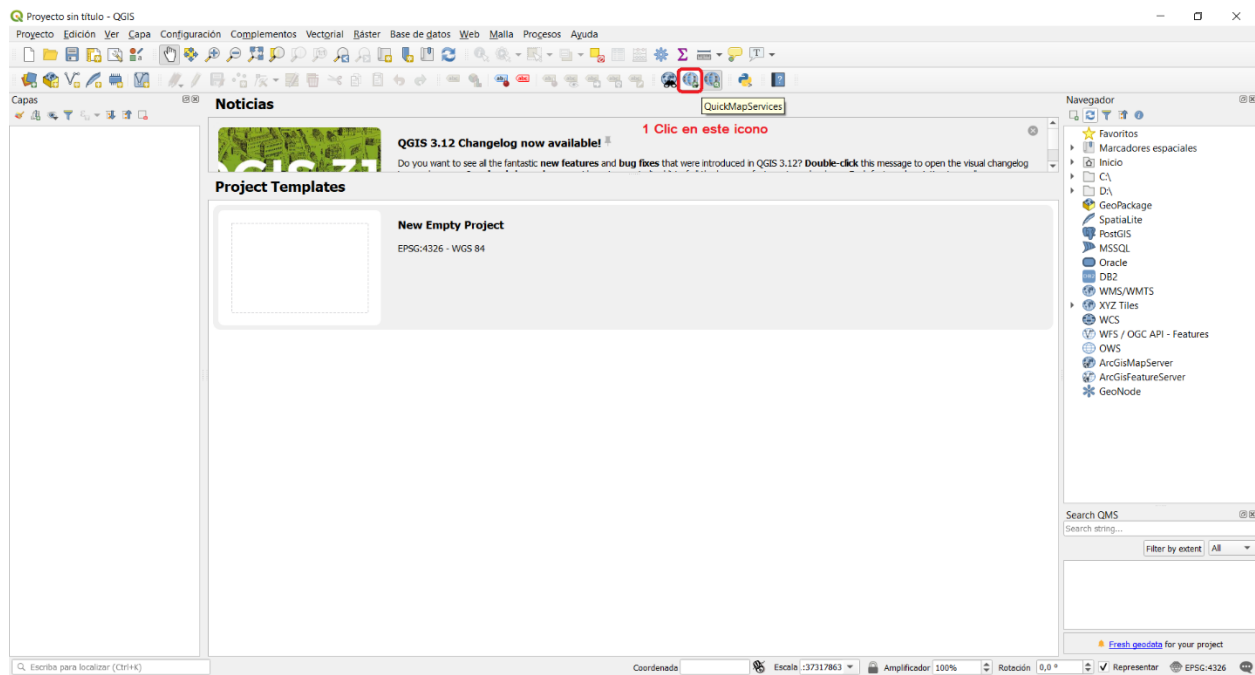 Proyecto sin título - QGIS
Proyecto Edición Ver Capa Configuración Complementos Vectorial Ráster Base de datos Web Malla Procesos Ayuda
QuickMapServices
1 Clic en este icono
Capas
Noticias
QGIS 3.12 Changelog now available!
Do you want to see all the fantastic new features and bug fixes that were introduced in QGIS 3.12? Double-click this message to open the visual changelog
Project Templates
New Empty Project
EPSG:4326 - WGS 84
Navegador
Favoritos
Marcadores espaciales
Inicio
C:\
D:\
GeoPackage
SpatiaLite
PostGIS
MSSQL
Oracle
DB2
WMS/WMTS
XYZ Tiles
WCS
WFS / OGC API - Features
OWS
ArcGisMapServer
ArcGisFeatureServer
GeoNode
Search QMS
Search string...
Filter by extent All
Fresh geodata for your project
Escriba para localizar (Ctrl+K) Coordenada Escala :37317863 Amplificador 100% Rotación 0,0 ° Representar EPSG:4326